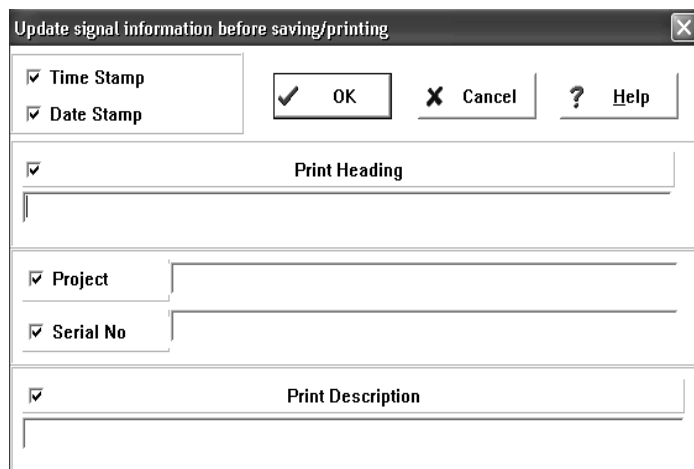 Update signal information before saving/printing
Time Stamp
Date Stamp
OK
Cancel
Help
Print Heading
Project
Serial No
Print Description